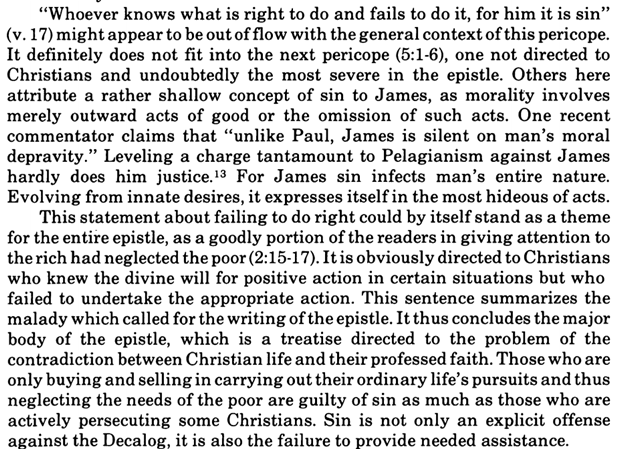 “Whoever knows what is right to do and fails to do it, for him it is sin”
(v. 17) might appear to be out of flow with the general context of this pericope.
It definitely does not fit into the next pericope (5:1-6), one not directed to
Christians and undoubtedly the most severe in the epistle. Others here
attribute a rather shallow concept of sin to James, as morality involves
merely outward acts of good or the omission of such acts. One recent
commentator claims that “unlike Paul, James is silent on man’s moral
depravity.” Leveling a charge tantamount to Pelagianism against James
hardly does him justice.¹³ For James sin infects man’s entire nature.
Evolving from innate desires, it expresses itself in the most hideous of acts.
This statement about failing to do right could by itself stand as a theme
for the entire epistle, as a goodly portion of the readers in giving attention to
the rich had neglected the poor (2:15-17). It is obviously directed to Christians
who knew the divine will for positive action in certain situations but who
failed to undertake the appropriate action. This sentence summarizes the
malady which called for the writing of the epistle. It thus concludes the major
body of the epistle, which is a treatise directed to the problem of the
contradiction between Christian life and their professed faith. Those who are
only buying and selling in carrying out their ordinary life’s pursuits and thus
neglecting the needs of the poor are guilty of sin as much as those who are
actively persecuting some Christians. Sin is not only an explicit offense
against the Decalog, it is also the failure to provide needed assistance.